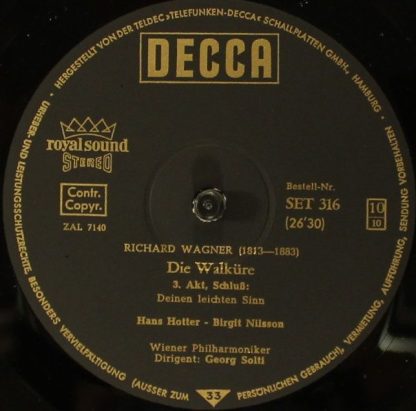 HERGESTELLT VON DER TELDEC »TELEFUNKEN-DECCA« SCHALLPLATTEN GMBH., HAMBURG ·
URHEBER- UND LEISTUNGSSCHUTZRECHTE, BESONDERS VERVIELFÄLTIGUNG (AUSSER ZUM PERSÖNLICHEN GEBRAUCH), VERMIETUNG, AUFFÜHRUNG, SENDUNG VORBEHALTEN
DECCA
royal sound
STEREO
Contr.
Copyr.
ZAL 7140
Bestell-Nr.
SET 316
(26'30)
10
10
RICHARD WAGNER (1813—1883)
Die Walküre
3. Akt, Schluß:
Deinen leichten Sinn
Hans Hotter - Birgit Nilsson
Wiener Philharmoniker
Dirigent: Georg Solti
33